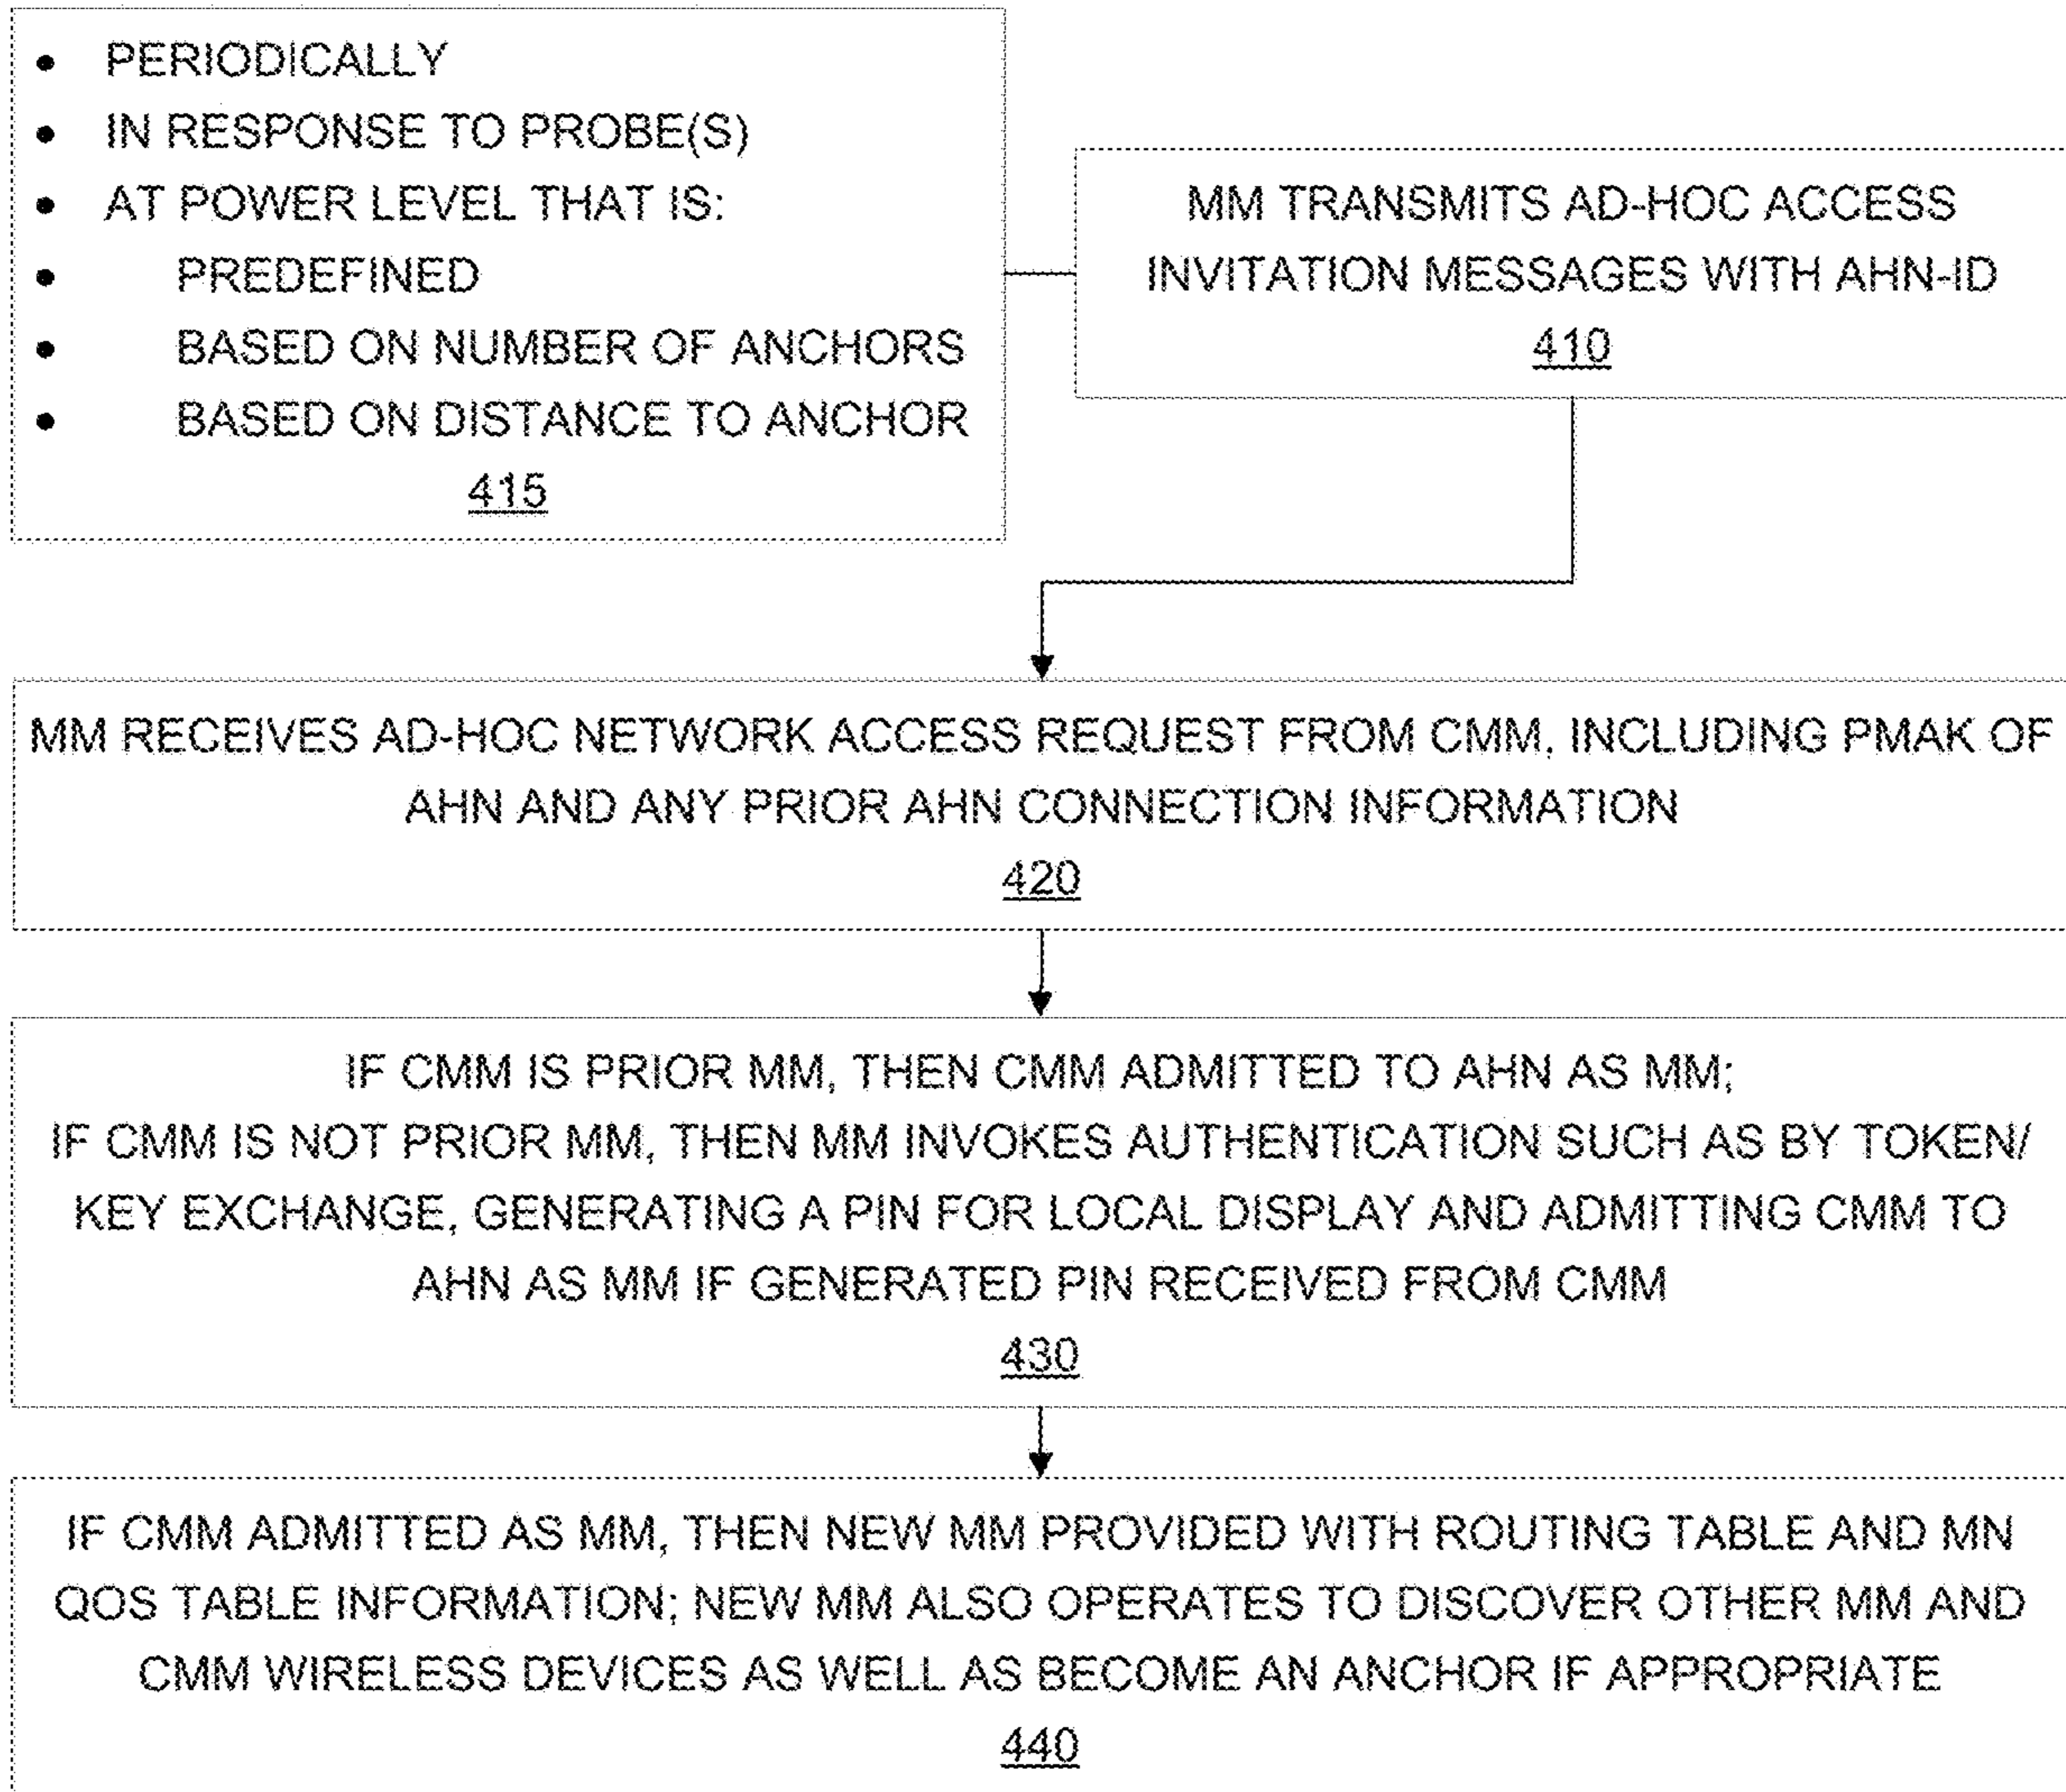 • PERIODICALLY
• IN RESPONSE TO PROBE(S)
• AT POWER LEVEL THAT IS:
• PREDEFINED
• BASED ON NUMBER OF ANCHORS
• BASED ON DISTANCE TO ANCHOR
415
MM TRANSMITS AD-HOC ACCESS
INVITATION MESSAGES WITH AHN-ID
410
MM RECEIVES AD-HOC NETWORK ACCESS REQUEST FROM CMM, INCLUDING PMAK OF
AHN AND ANY PRIOR AHN CONNECTION INFORMATION
420
IF CMM IS PRIOR MM, THEN CMM ADMITTED TO AHN AS MM;
IF CMM IS NOT PRIOR MM, THEN MM INVOKES AUTHENTICATION SUCH AS BY TOKEN/
KEY EXCHANGE, GENERATING A PIN FOR LOCAL DISPLAY AND ADMITTING CMM TO
AHN AS MM IF GENERATED PIN RECEIVED FROM CMM
430
IF CMM ADMITTED AS MM, THEN NEW MM PROVIDED WITH ROUTING TABLE AND MN
QOS TABLE INFORMATION; NEW MM ALSO OPERATES TO DISCOVER OTHER MM AND
CMM WIRELESS DEVICES AS WELL AS BECOME AN ANCHOR IF APPROPRIATE
440